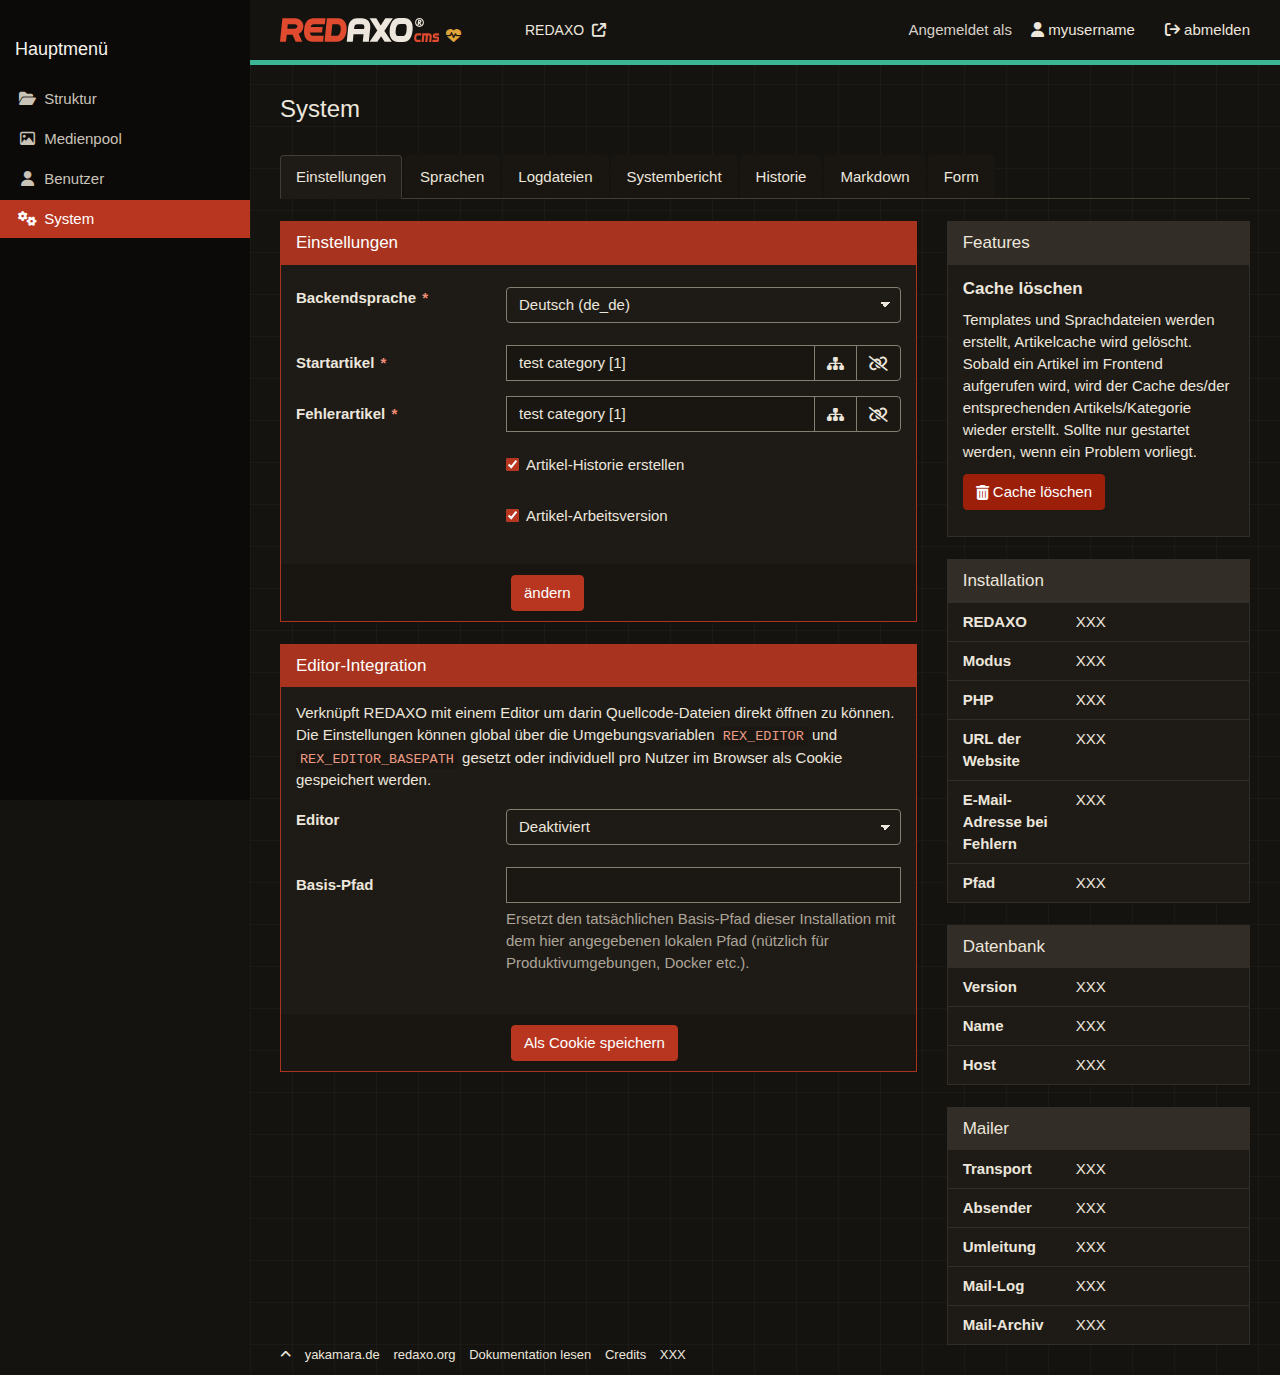 Hauptmenü
Struktur
Medienpool
Benutzer
System
REDAXO® cms
REDAXO
Angemeldet als myusername abmelden
System
Einstellungen Sprachen Logdateien Systembericht Historie Markdown Form
Einstellungen
Backendsprache *
Deutsch (de_de)
Startartikel *
test category [1]
Fehlerartikel *
test category [1]
Artikel-Historie erstellen
Artikel-Arbeitsversion
ändern
Editor-Integration
Verknüpft REDAXO mit einem Editor um darin Quellcode-Dateien direkt öffnen zu können.
Die Einstellungen können global über die Umgebungsvariablen REX_EDITOR und
REX_EDITOR_BASEPATH gesetzt oder individuell pro Nutzer im Browser als Cookie
gespeichert werden.
Editor
Deaktiviert
Basis-Pfad
Ersetzt den tatsächlichen Basis-Pfad dieser Installation mit
dem hier angegebenen lokalen Pfad (nützlich für
Produktivumgebungen, Docker etc.).
Als Cookie speichern
Features
Cache löschen
Templates und Sprachdateien werden
erstellt, Artikelcache wird gelöscht.
Sobald ein Artikel im Frontend
aufgerufen wird, wird der Cache des/der
entsprechenden Artikels/Kategorie
wieder erstellt. Sollte nur gestartet
werden, wenn ein Problem vorliegt.
Cache löschen
Installation
REDAXO XXX
Modus XXX
PHP XXX
URL der XXX
Website
E-Mail- XXX
Adresse bei
Fehlern
Pfad XXX
Datenbank
Version XXX
Name XXX
Host XXX
Mailer
Transport XXX
Absender XXX
Umleitung XXX
Mail-Log XXX
Mail-Archiv XXX
yakamara.de redaxo.org Dokumentation lesen Credits XXX